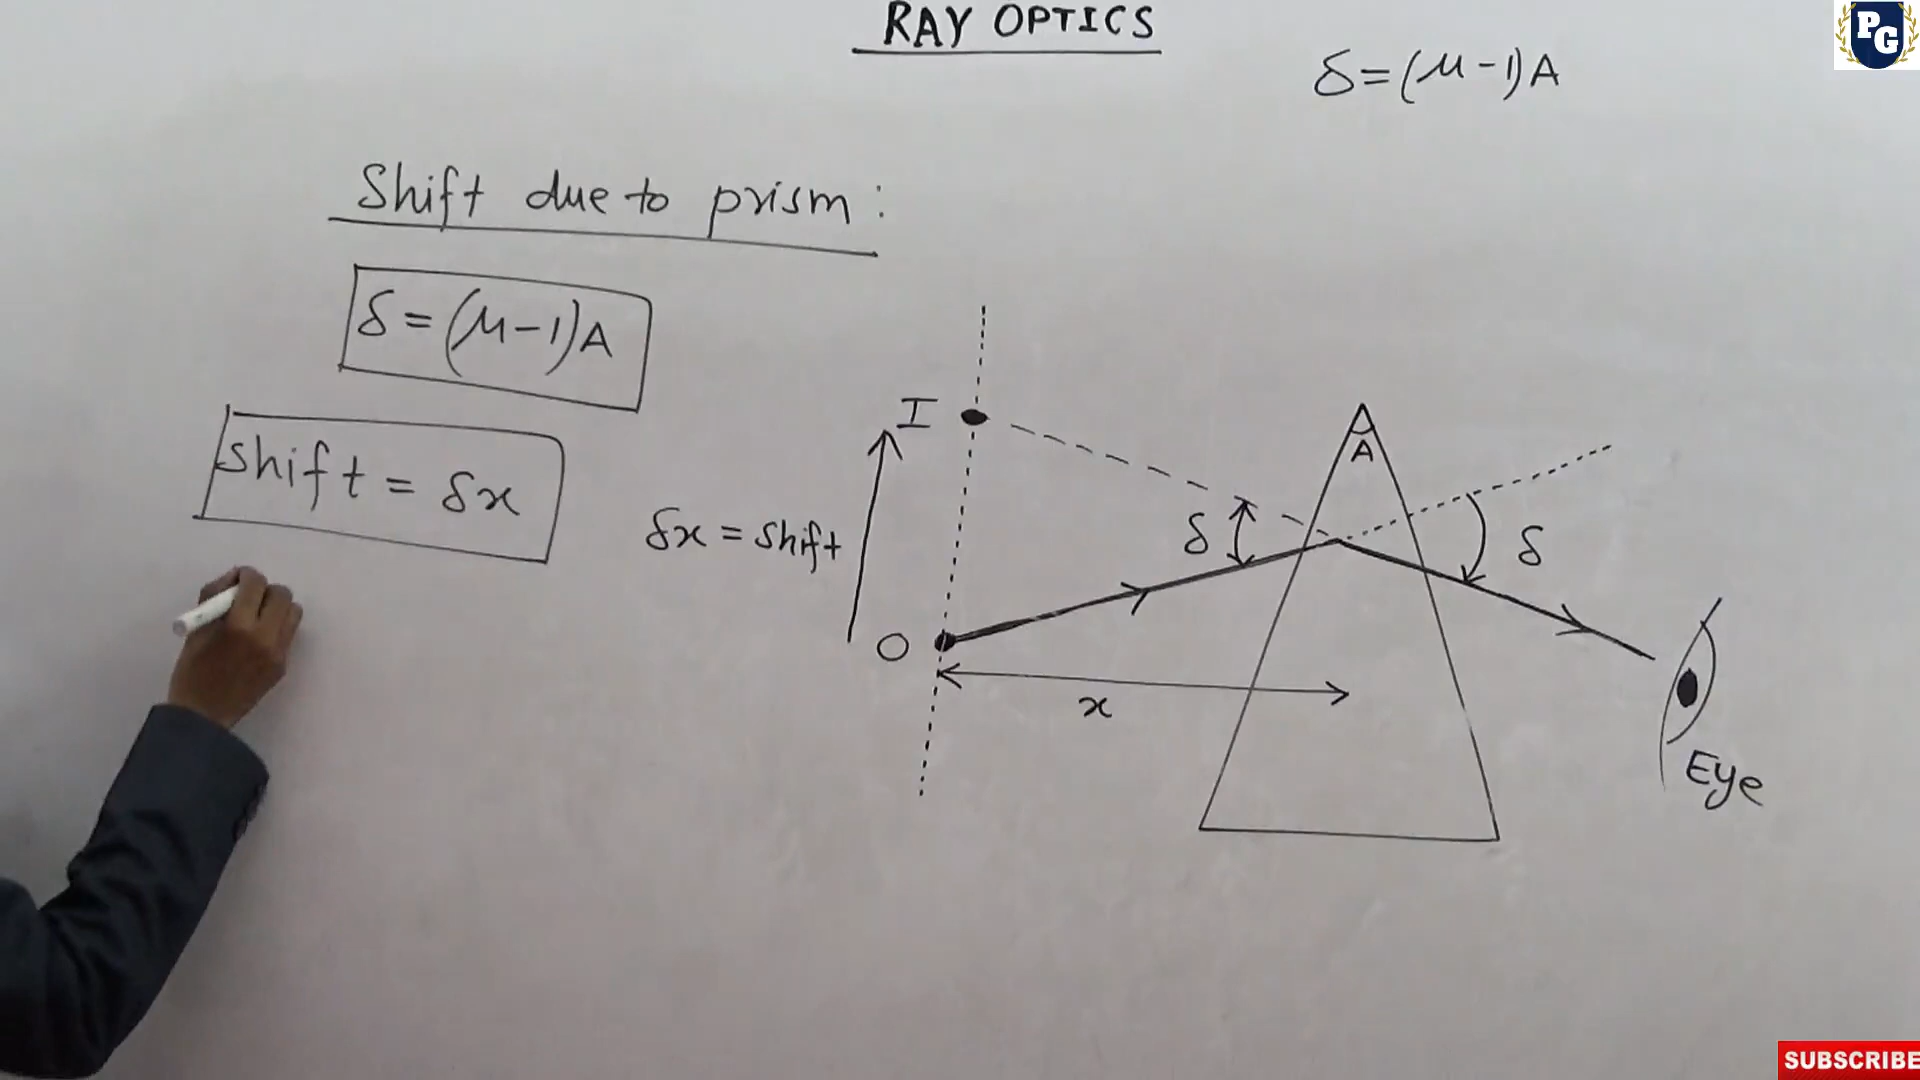 RAY OPTICS
PG
δ = (μ - 1) A
Shift due to prism :
δ = (μ - 1) A
I
A
shift = δx
δx = shift
δ
δ
O
x
Eye
SUBSCRIBE